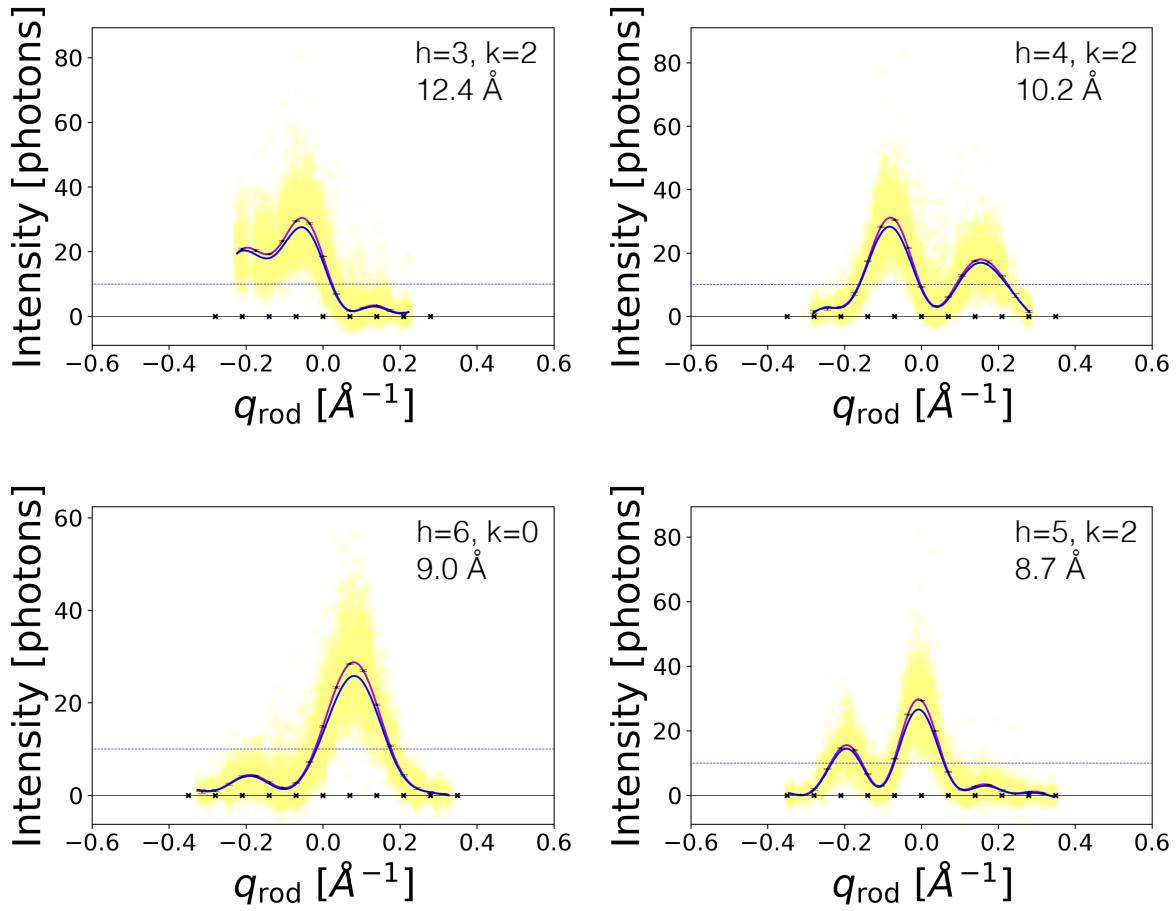 Intensity [photons]
80
60
40
20
0
h=3, k=2
12.4 Å
−0.6 −0.4 −0.2 0.0 0.2 0.4 0.6
q_rod [Å⁻¹]
Intensity [photons]
80
60
40
20
0
h=4, k=2
10.2 Å
−0.6 −0.4 −0.2 0.0 0.2 0.4 0.6
q_rod [Å⁻¹]
Intensity [photons]
60
40
20
0
h=6, k=0
9.0 Å
−0.6 −0.4 −0.2 0.0 0.2 0.4 0.6
q_rod [Å⁻¹]
Intensity [photons]
80
60
40
20
0
h=5, k=2
8.7 Å
−0.6 −0.4 −0.2 0.0 0.2 0.4 0.6
q_rod [Å⁻¹]